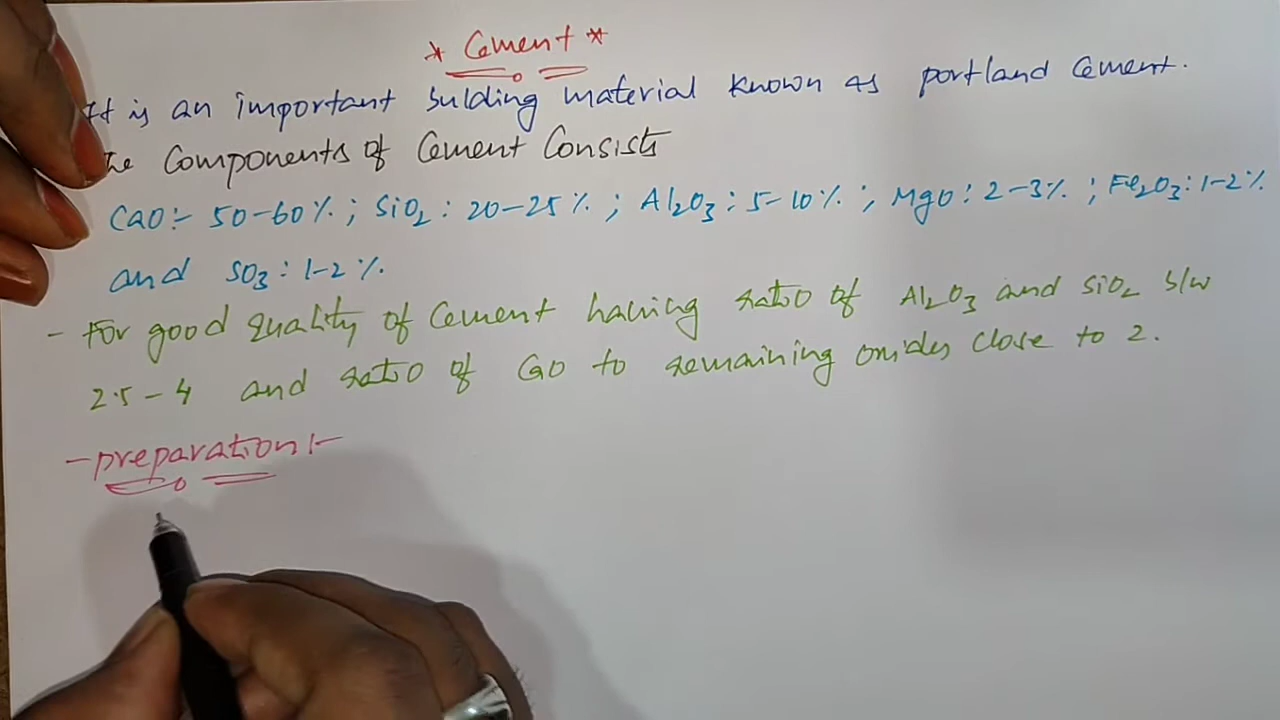 * Cement *
It is an important building material known as portland Cement.
The Components of Cement Consists
CaO:- 50-60% ; SiO₂ : 20-25% ; Al₂O₃ : 5-10% ; MgO : 2-3% ; Fe₂O₃ : 1-2%
and SO₃ : 1-2%.
- For good quality of Cement having ratio of Al₂O₃ and SiO₂ b/w
2.5-4 and ratio of CaO to remaining oxides close to 2.
- preparation :-